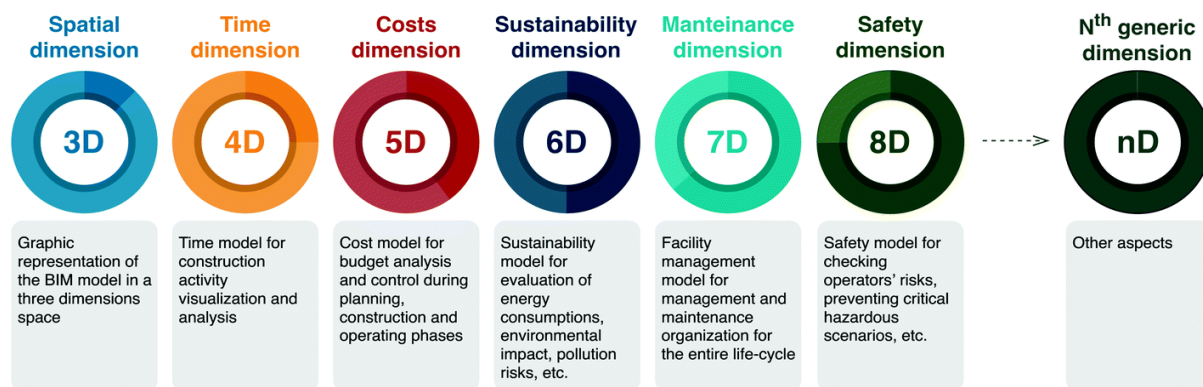 Spatial
dimension
Time
dimension
Costs
dimension
Sustainability
dimension
Manteinance
dimension
Safety
dimension
Nth generic
dimension
3D
4D
5D
6D
7D
8D
nD
Graphic
representation of
the BIM model in a
three dimensions
space
Time model for
construction
activity
visualization and
analysis
Cost model for
budget analysis
and control during
planning,
construction and
operating phases
Sustainability
model for
evaluation of
energy
consumptions,
environmental
impact, pollution
risks, etc.
Facility
management
model for
management and
maintenance
organization for
the entire life-cycle
Safety model for
checking
operators' risks,
preventing critical
hazardous
scenarios, etc.
Other aspects